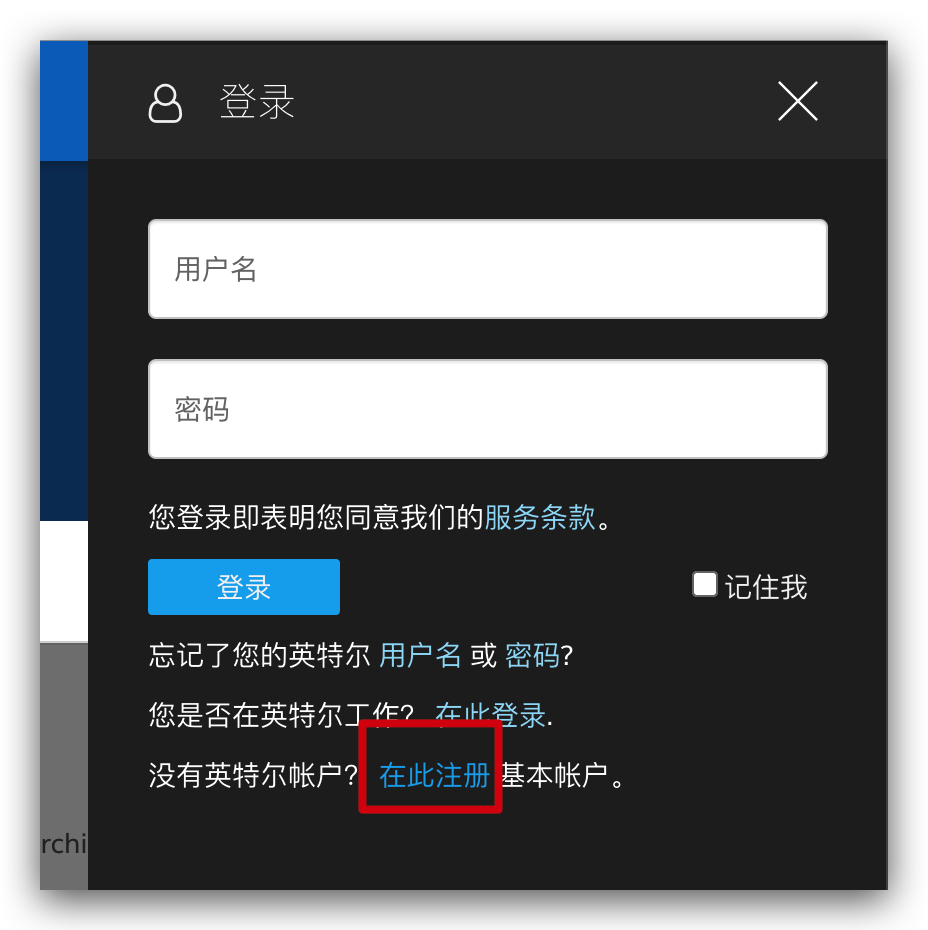 登录
用户名
密码
您登录即表明您同意我们的服务条款。
登录
记住我
忘记了您的英特尔 用户名 或 密码?
您是否在英特尔工作? 在此登录.
没有英特尔帐户? 在此注册 基本帐户。
rchi